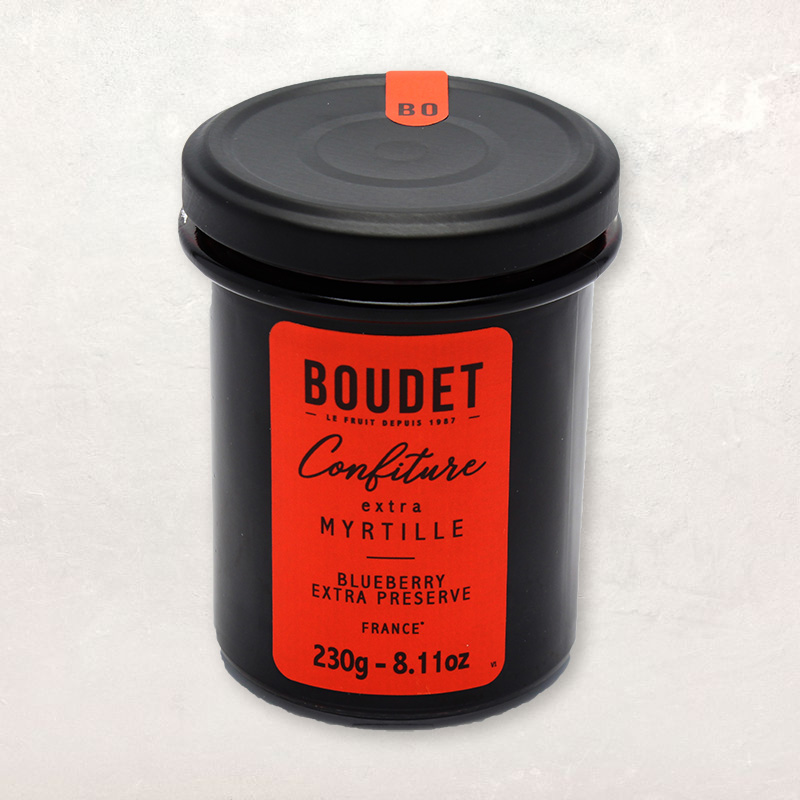 BO
BOUDET
LE FRUIT DEPUIS 1987
Confiture
extra
MYRTILLE
BLUEBERRY
EXTRA PRESERVE
FRANCE*
230g - 8.11oz